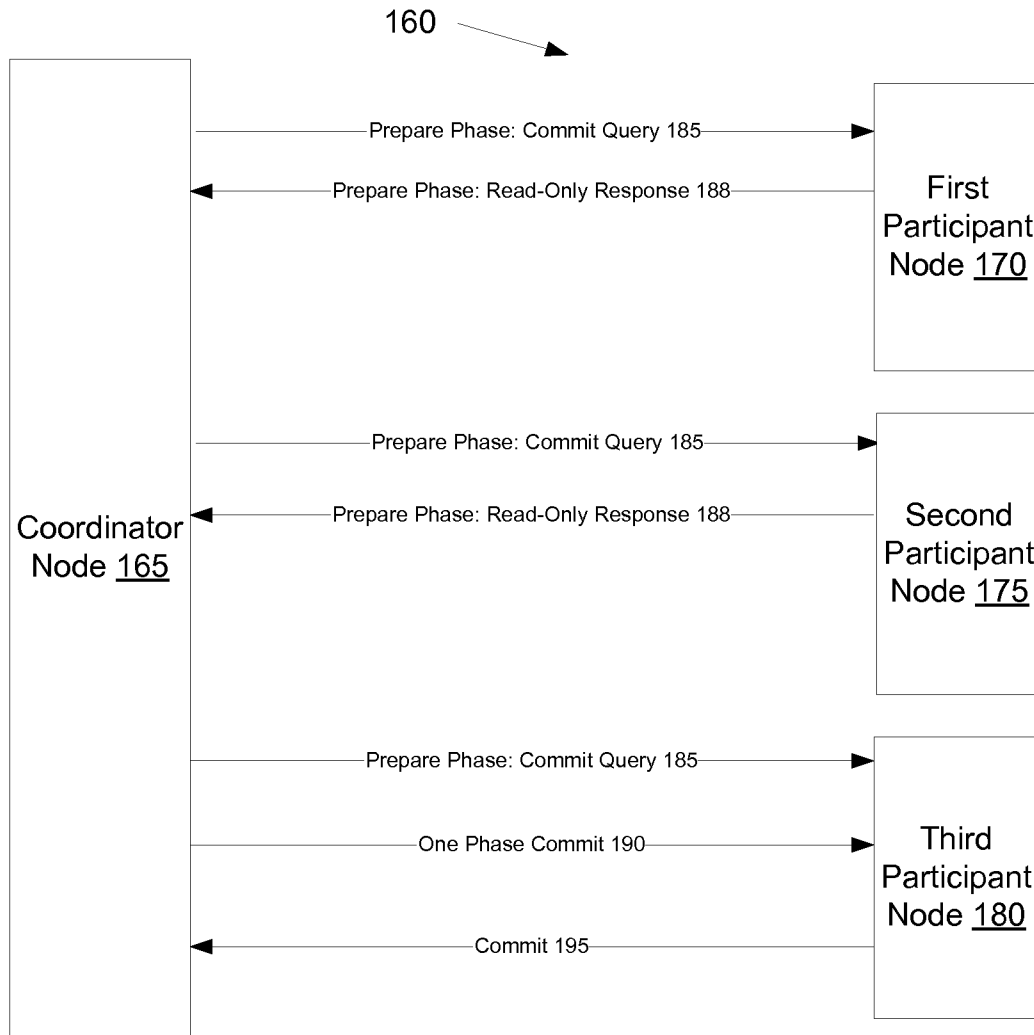 160
Prepare Phase: Commit Query 185
Prepare Phase: Read-Only Response 188
First
Participant
Node 170
Prepare Phase: Commit Query 185
Prepare Phase: Read-Only Response 188
Second
Participant
Node 175
Coordinator
Node 165
Prepare Phase: Commit Query 185
One Phase Commit 190
Commit 195
Third
Participant
Node 180